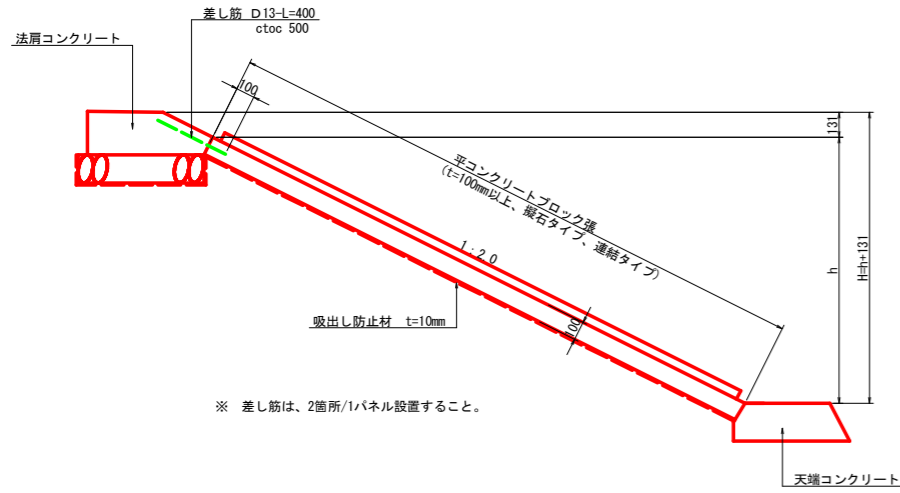 差し筋 D13-L=400
ctoc 500
法肩コンクリート
100
131
平コンクリートブロック張
(t=100mm以上、擬石タイプ、連結タイプ)
1:2.0
h
H=h+131
吸出し防止材 t=10mm
100
※ 差し筋は、2箇所/1パネル設置すること。
天端コンクリート